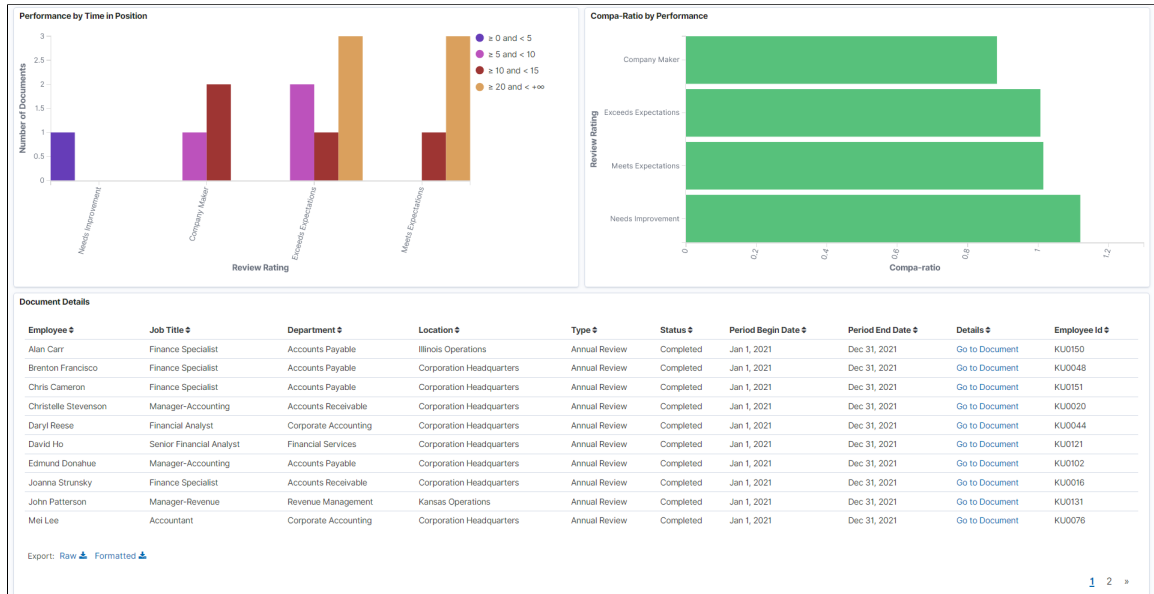 Performance by Time in Position
Number of Documents
3
2.5
2
1.5
1
0.5
0
Needs Improvement
Company Maker
Exceeds Expectations
Meets Expectations
Review Rating
≥ 0 and < 5
≥ 5 and < 10
≥ 10 and < 15
≥ 20 and < +∞
Compa-Ratio by Performance
Review Rating
Company Maker
Exceeds Expectations
Meets Expectations
Needs Improvement
0 0.2 0.4 0.6 0.8 1 1.2
Compa-ratio
Document Details
Employee Job Title Department Location Type Status Period Begin Date Period End Date Details Employee Id
Alan Carr Finance Specialist Accounts Payable Illinois Operations Annual Review Completed Jan 1, 2021 Dec 31, 2021 Go to Document KU0150
Brenton Francisco Finance Specialist Accounts Payable Corporation Headquarters Annual Review Completed Jan 1, 2021 Dec 31, 2021 Go to Document KU0048
Chris Cameron Finance Specialist Accounts Payable Corporation Headquarters Annual Review Completed Jan 1, 2021 Dec 31, 2021 Go to Document KU0151
Christelle Stevenson Manager-Accounting Accounts Receivable Corporation Headquarters Annual Review Completed Jan 1, 2021 Dec 31, 2021 Go to Document KU0020
Daryl Reese Financial Analyst Corporate Accounting Corporation Headquarters Annual Review Completed Jan 1, 2021 Dec 31, 2021 Go to Document KU0044
David Ho Senior Financial Analyst Financial Services Corporation Headquarters Annual Review Completed Jan 1, 2021 Dec 31, 2021 Go to Document KU0121
Edmund Donahue Manager-Accounting Accounts Payable Corporation Headquarters Annual Review Completed Jan 1, 2021 Dec 31, 2021 Go to Document KU0102
Joanna Strunsky Finance Specialist Accounts Receivable Corporation Headquarters Annual Review Completed Jan 1, 2021 Dec 31, 2021 Go to Document KU0016
John Patterson Manager-Revenue Revenue Management Kansas Operations Annual Review Completed Jan 1, 2021 Dec 31, 2021 Go to Document KU0131
Mei Lee Accountant Corporate Accounting Corporation Headquarters Annual Review Completed Jan 1, 2021 Dec 31, 2021 Go to Document KU0076
Export: Raw Formatted
1 2 »